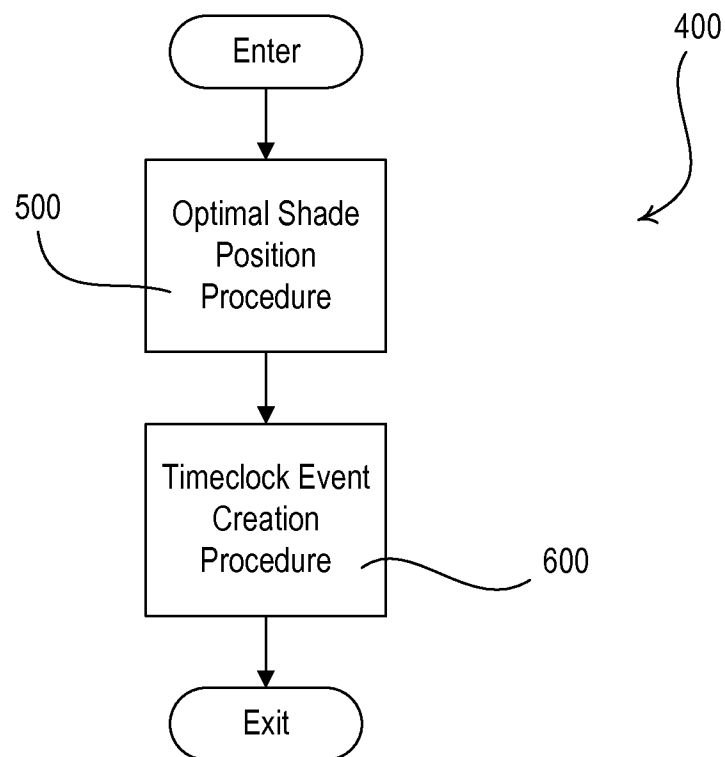 Enter
400
500
Optimal Shade
Position
Procedure
Timeclock Event
Creation
Procedure
600
Exit